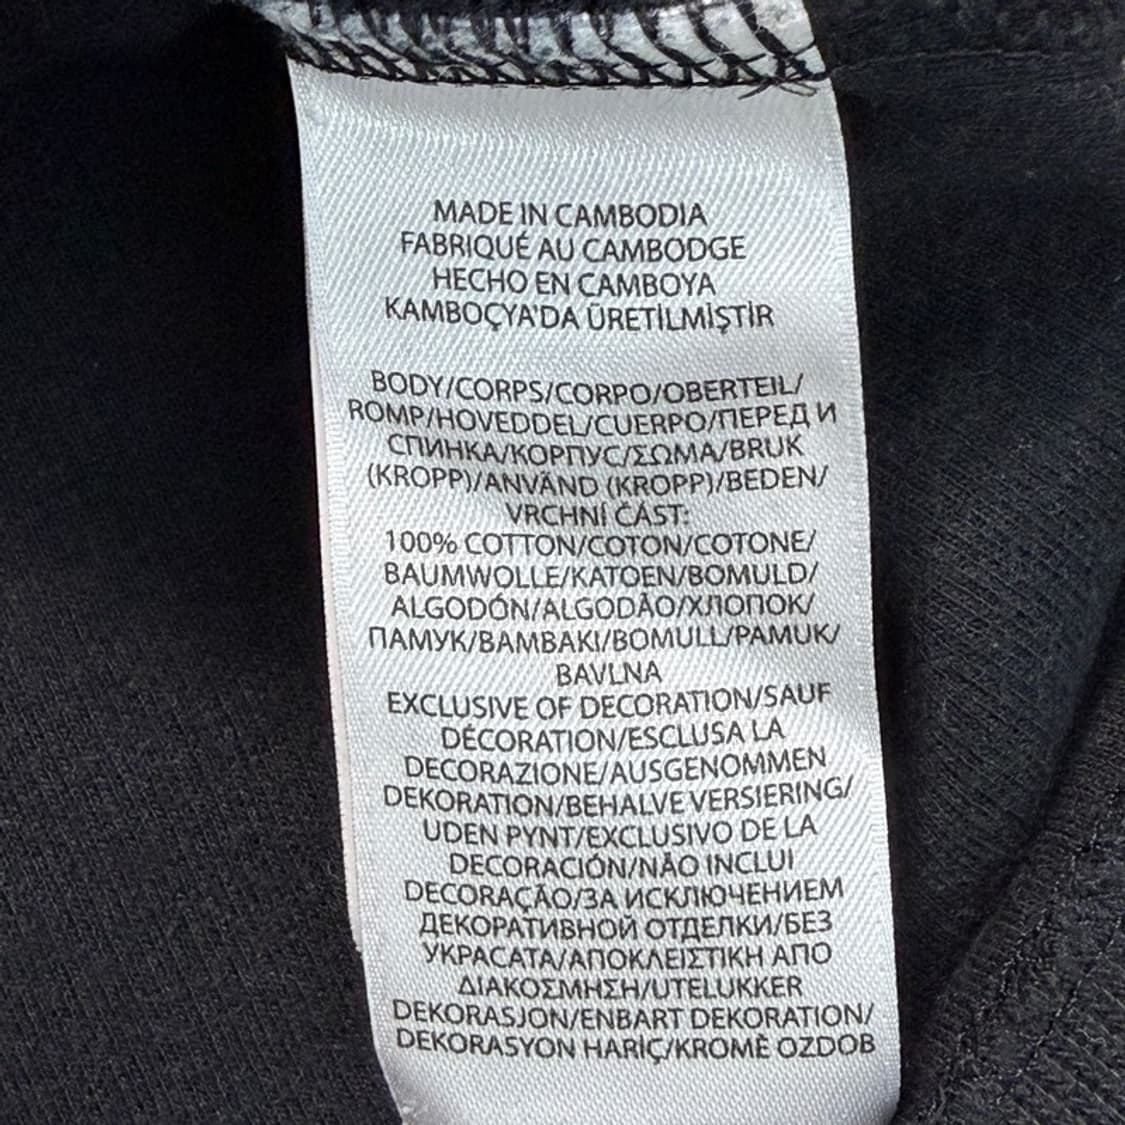 MADE IN CAMBODIA
FABRIQUÉ AU CAMBODGE
HECHO EN CAMBOYA
KAMBOÇYA'DA ÜRETİLMİŞTİR
BODY/CORPS/CORPO/OBERTEIL/
ROMP/HOVEDDEL/CUERPO/ПЕРЕД И
СПИНКА/КОРПУС/ΣΩΜΑ/BRUK
(KROPP)/ANVÄND (KROPP)/BEDEN/
VRCHNÍ ČÁST:
100% COTTON/COTON/COTONE/
BAUMWOLLE/KATOEN/BOMULD/
ALGODÓN/ALGODÃO/ХЛОПОК/
ПАМУК/BAMBAKI/BOMULL/PAMUK/
BAVLNA
EXCLUSIVE OF DECORATION/SAUF
DÉCORATION/ESCLUSA LA
DECORAZIONE/AUSGENOMMEN
DEKORATION/BEHALVE VERSIERING/
UDEN PYNT/EXCLUSIVO DE LA
DECORACIÓN/NÃO INCLUI
DECORAÇÃO/ЗА ИСКЛЮЧЕНИЕМ
ДЕКОРАТИВНОЙ ОТДЕЛКИ/БЕЗ
УКРАСАТА/ΑΠΟΚΛΕΙΣΤΙΚΗ ΑΠΟ
ΔΙΑΚΟΣΜΗΣΗ/UTELUKKER
DEKORASJON/ENBART DEKORATION/
DEKORASYON HARİÇ/KROMĚ OZDOB